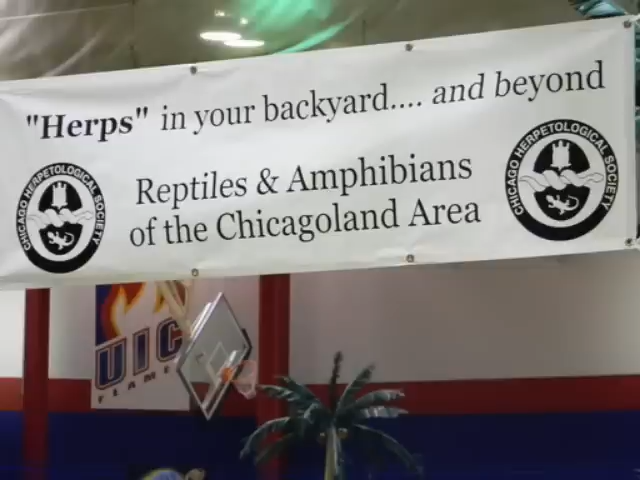 "Herps" in your backyard.... and beyond
Reptiles & Amphibians
of the Chicagoland Area
CHICAGO HERPETOLOGICAL SOCIETY
CHICAGO HERPETOLOGICAL SOCIETY
UIC
FLAMES